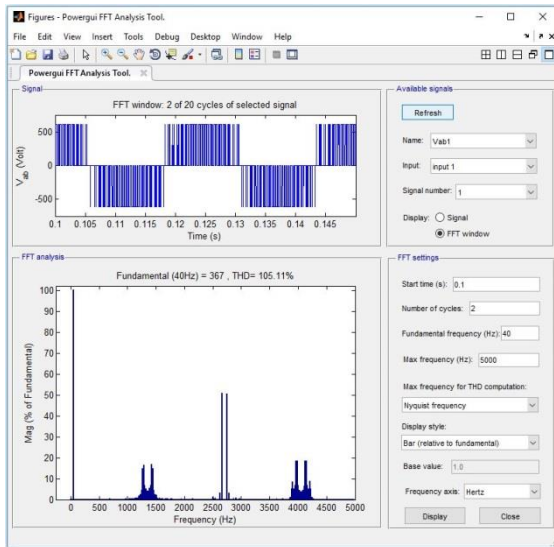 Figures - Powergui FFT Analysis Tool.
File Edit View Insert Tools Debug Desktop Window Help
Powergui FFT Analysis Tool.
Signal
FFT window: 2 of 20 cycles of selected signal
500
0
-500
Vab (Volt)
0.1 0.105 0.11 0.115 0.12 0.125 0.13 0.135 0.14 0.145
Time (s)
FFT analysis
Fundamental (40Hz) = 367 , THD= 105.11%
100
90
80
70
60
50
40
30
20
10
0
Mag (% of Fundamental)
0 500 1000 1500 2000 2500 3000 3500 4000 4500 5000
Frequency (Hz)
Available signals
Refresh
Name: Vab1
Input: input 1
Signal number: 1
Display: Signal
FFT window
FFT settings
Start time (s): 0.1
Number of cycles: 2
Fundamental frequency (Hz): 40
Max frequency (Hz): 5000
Max frequency for THD computation:
Nyquist frequency
Display style:
Bar (relative to fundamental)
Base value: 1.0
Frequency axis: Hertz
Display Close